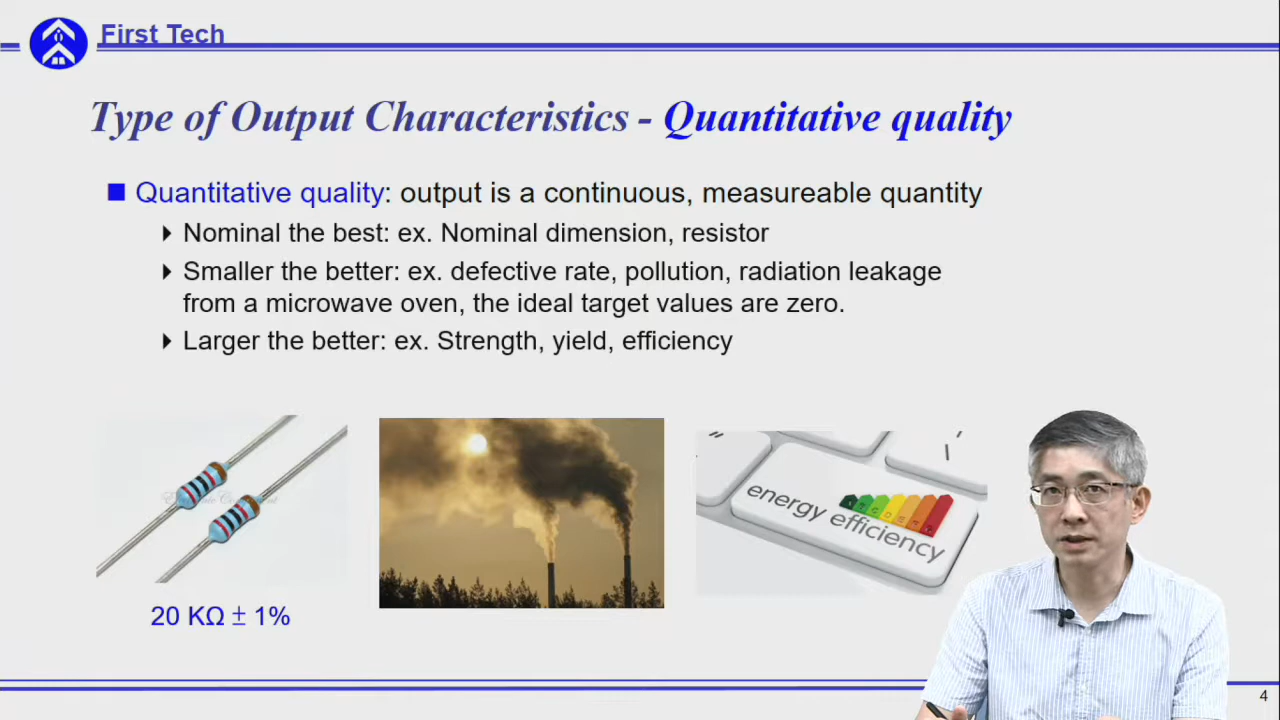 First Tech
Type of Output Characteristics - Quantitative quality
Quantitative quality: output is a continuous, measureable quantity
Nominal the best: ex. Nominal dimension, resistor
Smaller the better: ex. defective rate, pollution, radiation leakage
from a microwave oven, the ideal target values are zero.
Larger the better: ex. Strength, yield, efficiency
energy efficiency
20 KΩ ± 1%
4